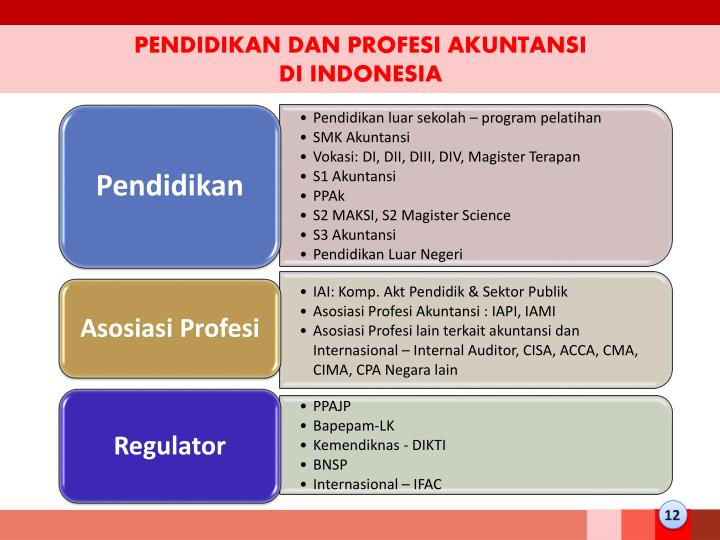 PENDIDIKAN DAN PROFESI AKUNTANSI
DI INDONESIA
Pendidikan
• Pendidikan luar sekolah – program pelatihan
• SMK Akuntansi
• Vokasi: DI, DII, DIII, DIV, Magister Terapan
• S1 Akuntansi
• PPAk
• S2 MAKSI, S2 Magister Science
• S3 Akuntansi
• Pendidikan Luar Negeri
Asosiasi Profesi
• IAI: Komp. Akt Pendidik & Sektor Publik
• Asosiasi Profesi Akuntansi : IAPI, IAMI
• Asosiasi Profesi lain terkait akuntansi dan
Internasional – Internal Auditor, CISA, ACCA, CMA,
CIMA, CPA Negara lain
Regulator
• PPAJP
• Bapepam-LK
• Kemendiknas - DIKTI
• BNSP
• Internasional – IFAC
12